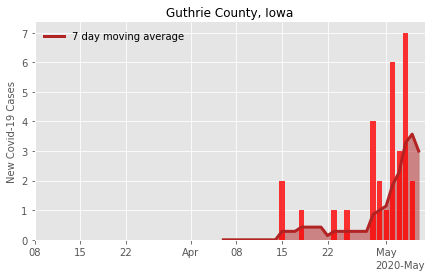 Guthrie County, Iowa
7 day moving average
New Covid-19 Cases
7
6
5
4
3
2
1
0
08 15 22 Apr 08 15 22 May
2020-May